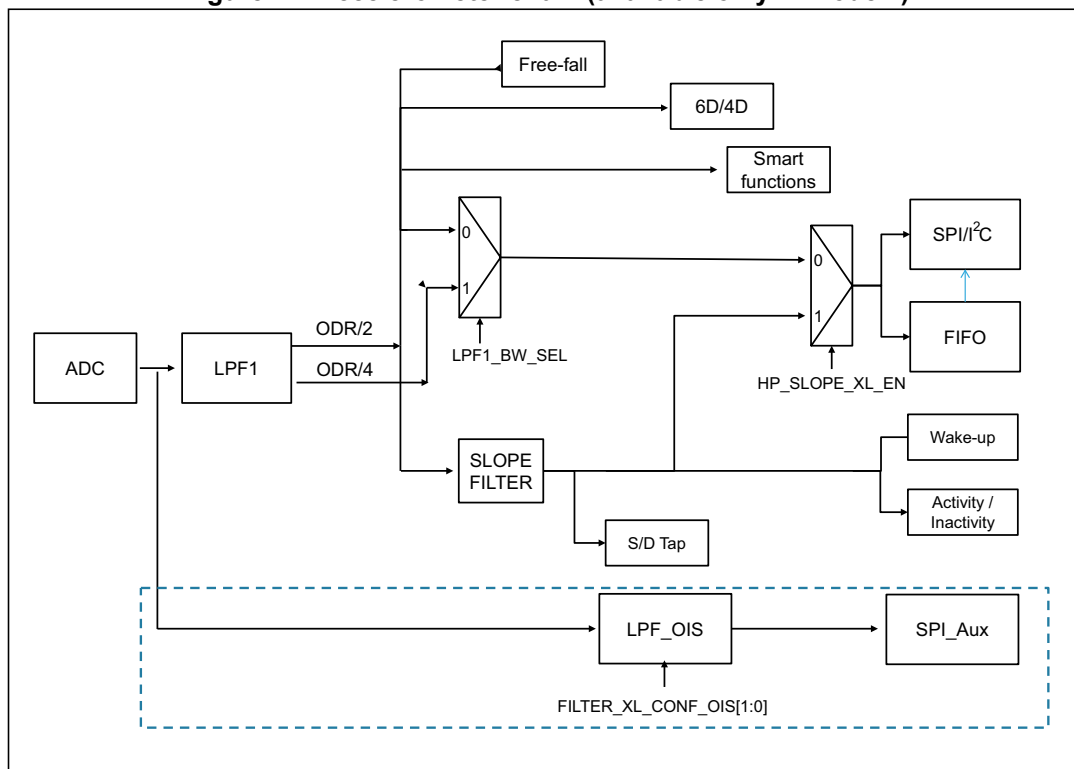 Free-fall
6D/4D
Smart
functions
0
1
LPF1_BW_SEL
0
1
HP_SLOPE_XL_EN
SPI/I²C
FIFO
ADC
LPF1
ODR/2
ODR/4
SLOPE
FILTER
Wake-up
Activity /
Inactivity
S/D Tap
LPF_OIS
SPI_Aux
FILTER_XL_CONF_OIS[1:0]